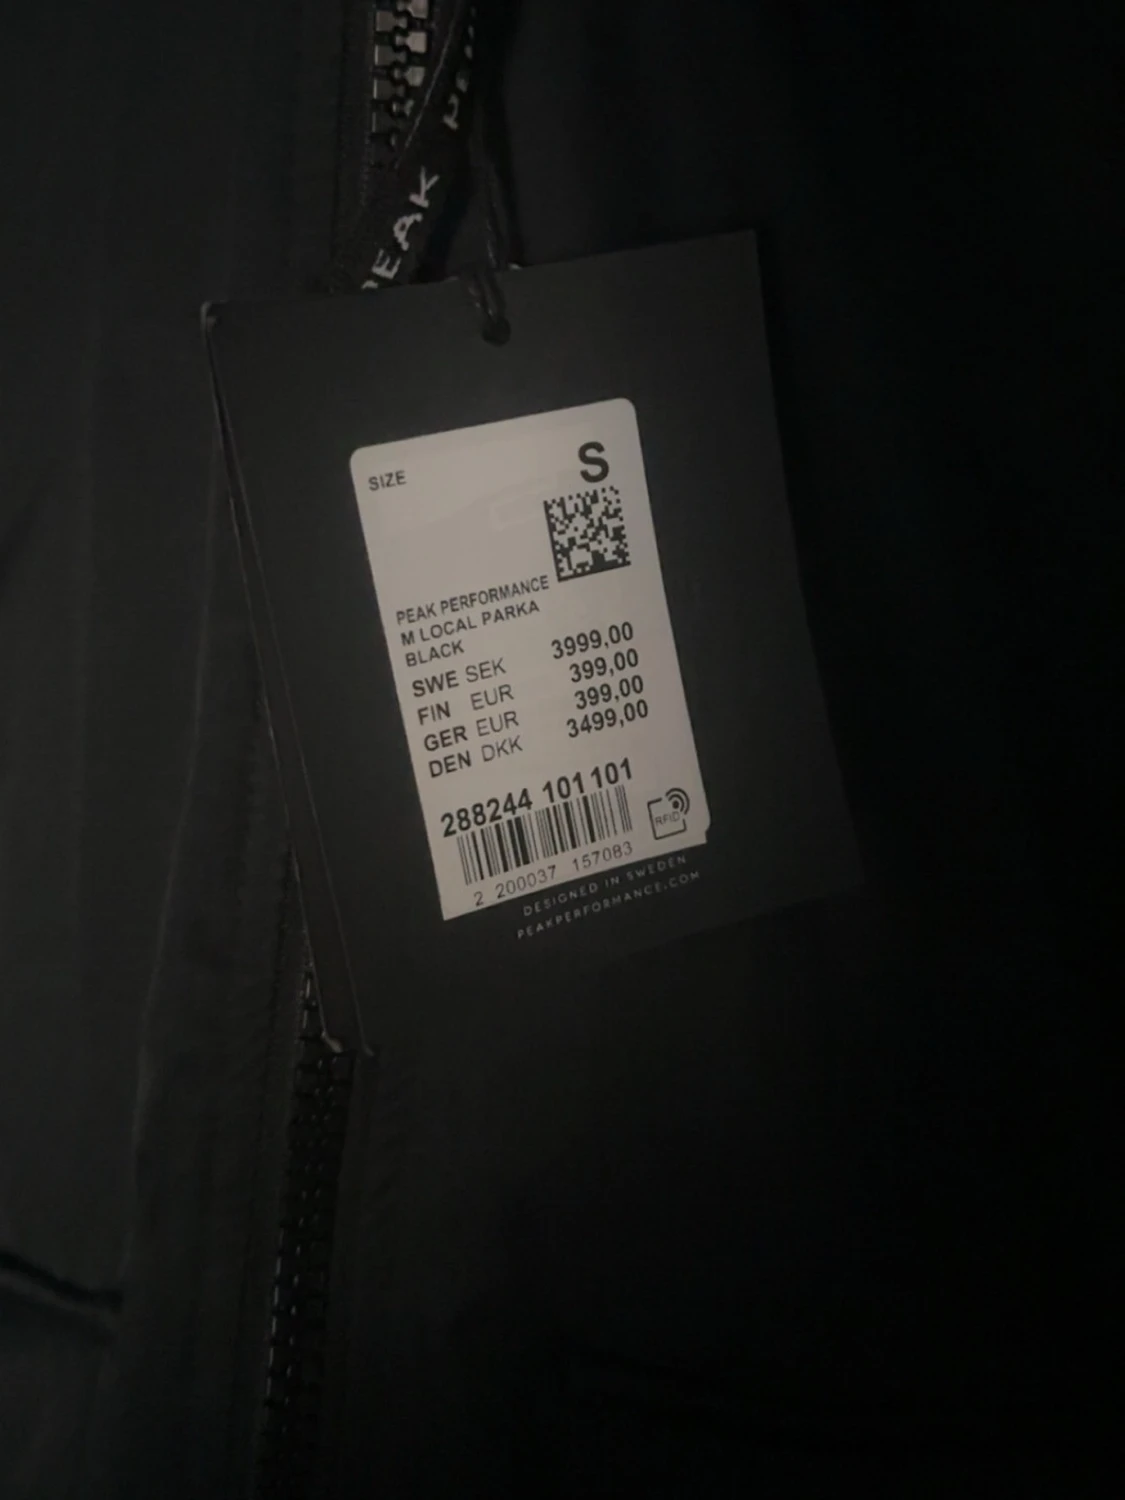 PEAK
SIZE S
PEAK PERFORMANCE
M LOCAL PARKA
BLACK
SWE SEK 3999,00
FIN EUR 399,00
GER EUR 399,00
DEN DKK 3499,00
288244 101 101
RFID
2 200037 157083
DESIGNED IN SWEDEN
PEAKPERFORMANCE.COM